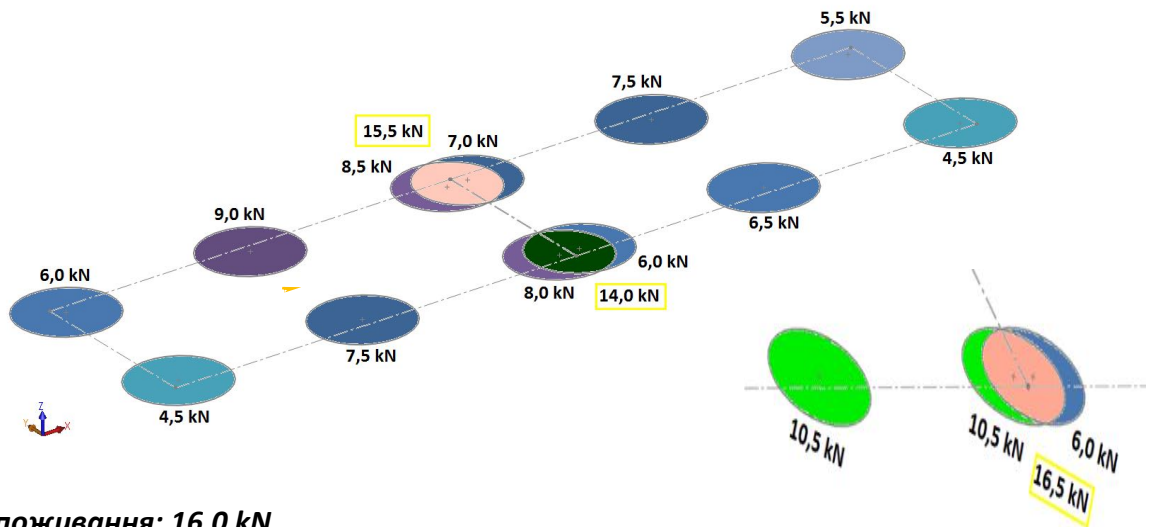 5,5 kN
7,5 kN
15,5 kN
7,0 kN
8,5 kN
4,5 kN
9,0 kN
6,5 kN
6,0 kN
6,0 kN
8,0 kN
14,0 kN
7,5 kN
4,5 kN
Z
Y
X
10,5 kN
10,5 kN
6,0 kN
16,5 kN
16,0 kN